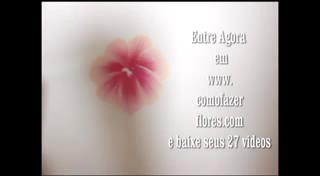 Entre Agora
em
www.
comofazer
flores.com
e baixe seus 27 videos